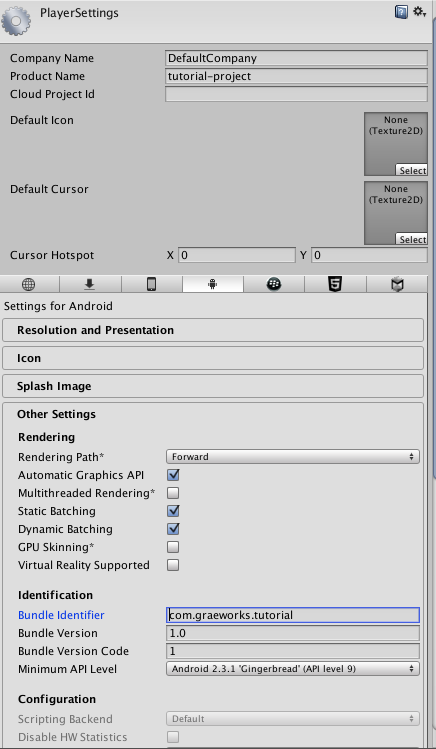 PlayerSettings
Company Name DefaultCompany
Product Name tutorial-project
Cloud Project Id
Default Icon None
(Texture2D)
Select
Default Cursor None
(Texture2D)
Select
Cursor Hotspot X 0 Y 0
Settings for Android
Resolution and Presentation
Icon
Splash Image
Other Settings
Rendering
Rendering Path* Forward
Automatic Graphics API
Multithreaded Rendering*
Static Batching
Dynamic Batching
GPU Skinning*
Virtual Reality Supported
Identification
Bundle Identifier com.graeworks.tutorial
Bundle Version 1.0
Bundle Version Code 1
Minimum API Level Android 2.3.1 'Gingerbread' (API level 9)
Configuration
Scripting Backend Default
Disable HW Statistics